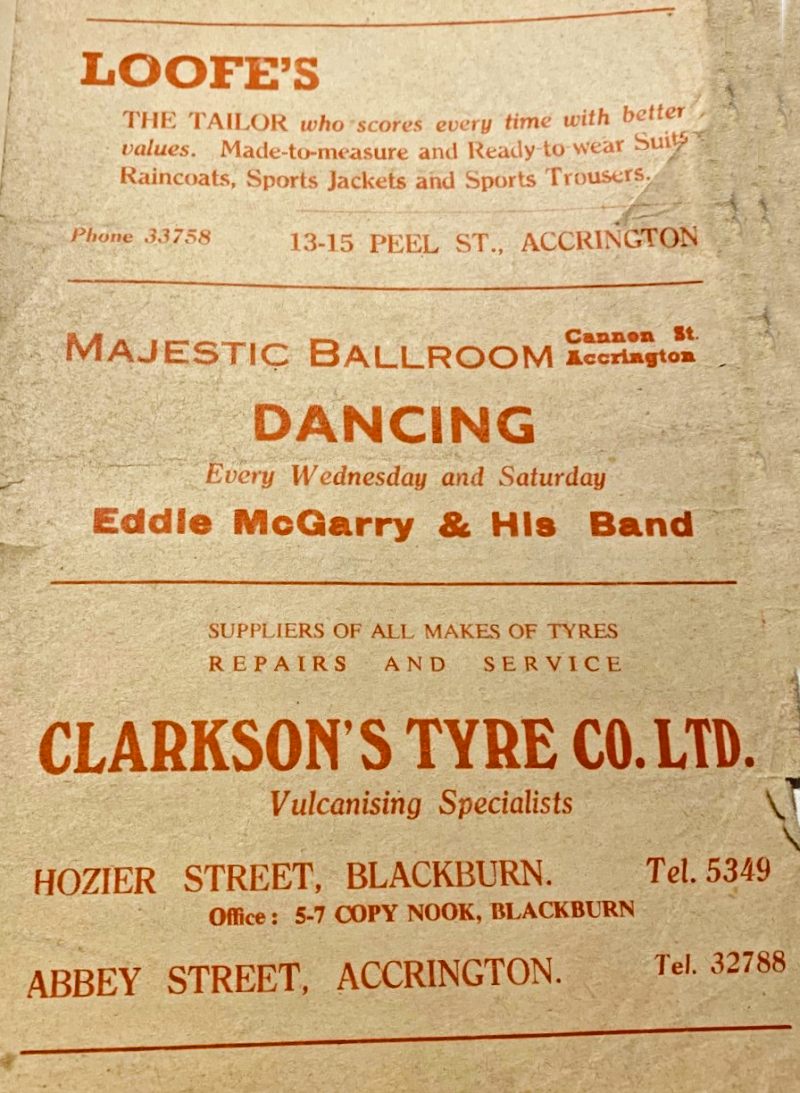 LOOFE'S
THE TAILOR who scores every time with better
values. Made-to-measure and Ready to wear Suits
Raincoats, Sports Jackets and Sports Trousers.
Phone 33758 13-15 PEEL ST., ACCRINGTON
MAJESTIC BALLROOM Cannon St.
Accrington
DANCING
Every Wednesday and Saturday
Eddie McGarry & His Band
SUPPLIERS OF ALL MAKES OF TYRES
REPAIRS AND SERVICE
CLARKSON'S TYRE CO. LTD.
Vulcanising Specialists
HOZIER STREET, BLACKBURN. Tel. 5349
Office: 5-7 COPY NOOK, BLACKBURN
ABBEY STREET, ACCRINGTON. Tel. 32788